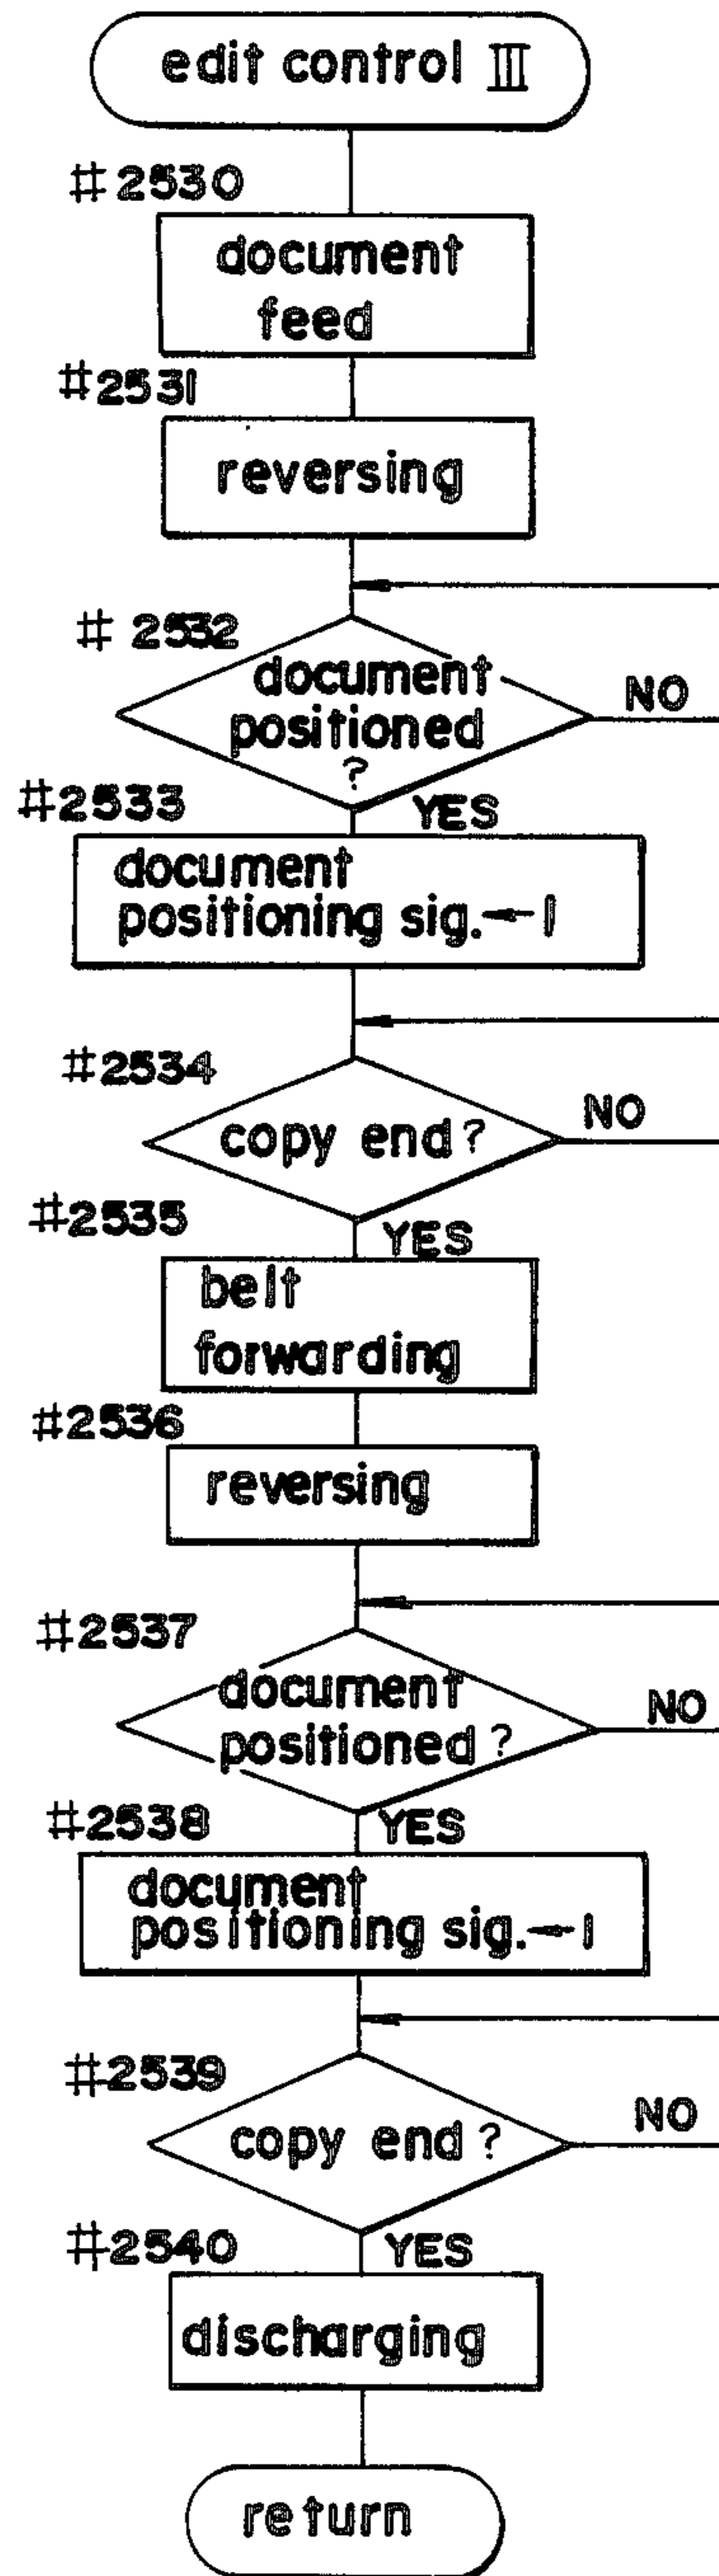 edit control III
#2530
document
feed
#2531
reversing
# 2532
document
positioned
?
NO
#2533
YES
document
positioning sig.←1
#2534
copy end?
NO
#2535
YES
belt
forwarding
#2536
reversing
#2537
document
positioned?
NO
#2538
YES
document
positioning sig.←1
#2539
copy end?
NO
#2540
YES
discharging
return